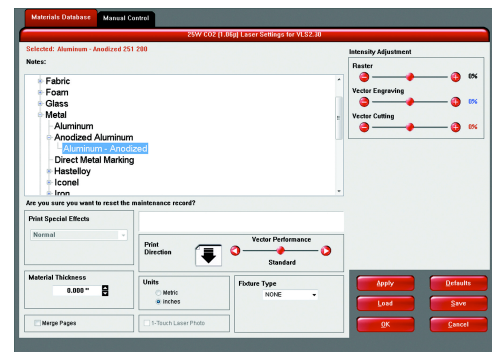 Materials Database Manual Control
25W CO2 (1.06µ) Laser Settings for VLS2.30
Selected: Aluminum - Anodized 251 200
Notes:
Fabric
Foam
Glass
Metal
Aluminum
Anodized Aluminum
Aluminum - Anodized
Direct Metal Marking
Hastelloy
Iconel
Iron
Intensity Adjustment
Raster
0%
Vector Engraving
0%
Vector Cutting
0%
Are you sure you want to reset the maintenance record?
Print Special Effects
Normal
Print
Direction
Vector Performance
Standard
Material Thickness
0.000 "
Units
Metric
inches
Fixture Type
NONE
Merge Pages
1-Touch Laser Photo
Apply Defaults
Load Save
OK Cancel